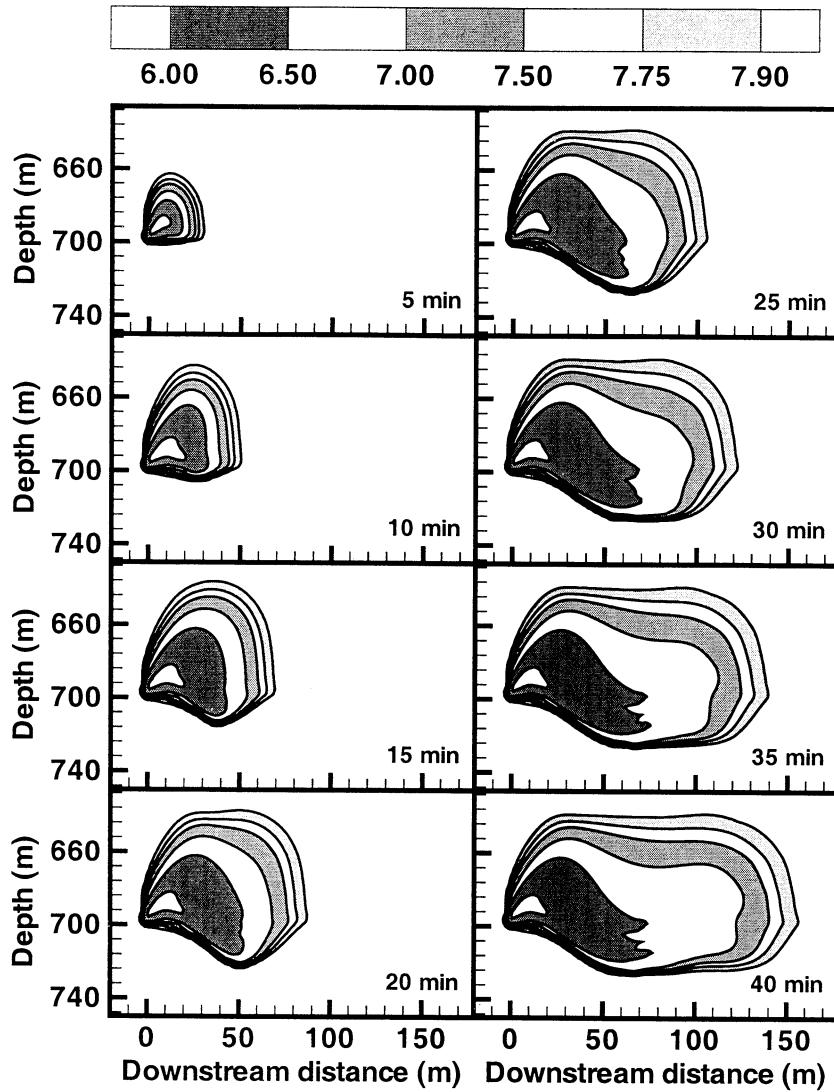 6.00 6.50 7.00 7.50 7.75 7.90
Depth (m)
660
700
740
5 min
25 min
Depth (m)
660
700
740
10 min
30 min
Depth (m)
660
700
740
15 min
35 min
Depth (m)
660
700
740
20 min
40 min
0 50 100 150
0 50 100 150
Downstream distance (m)
Downstream distance (m)